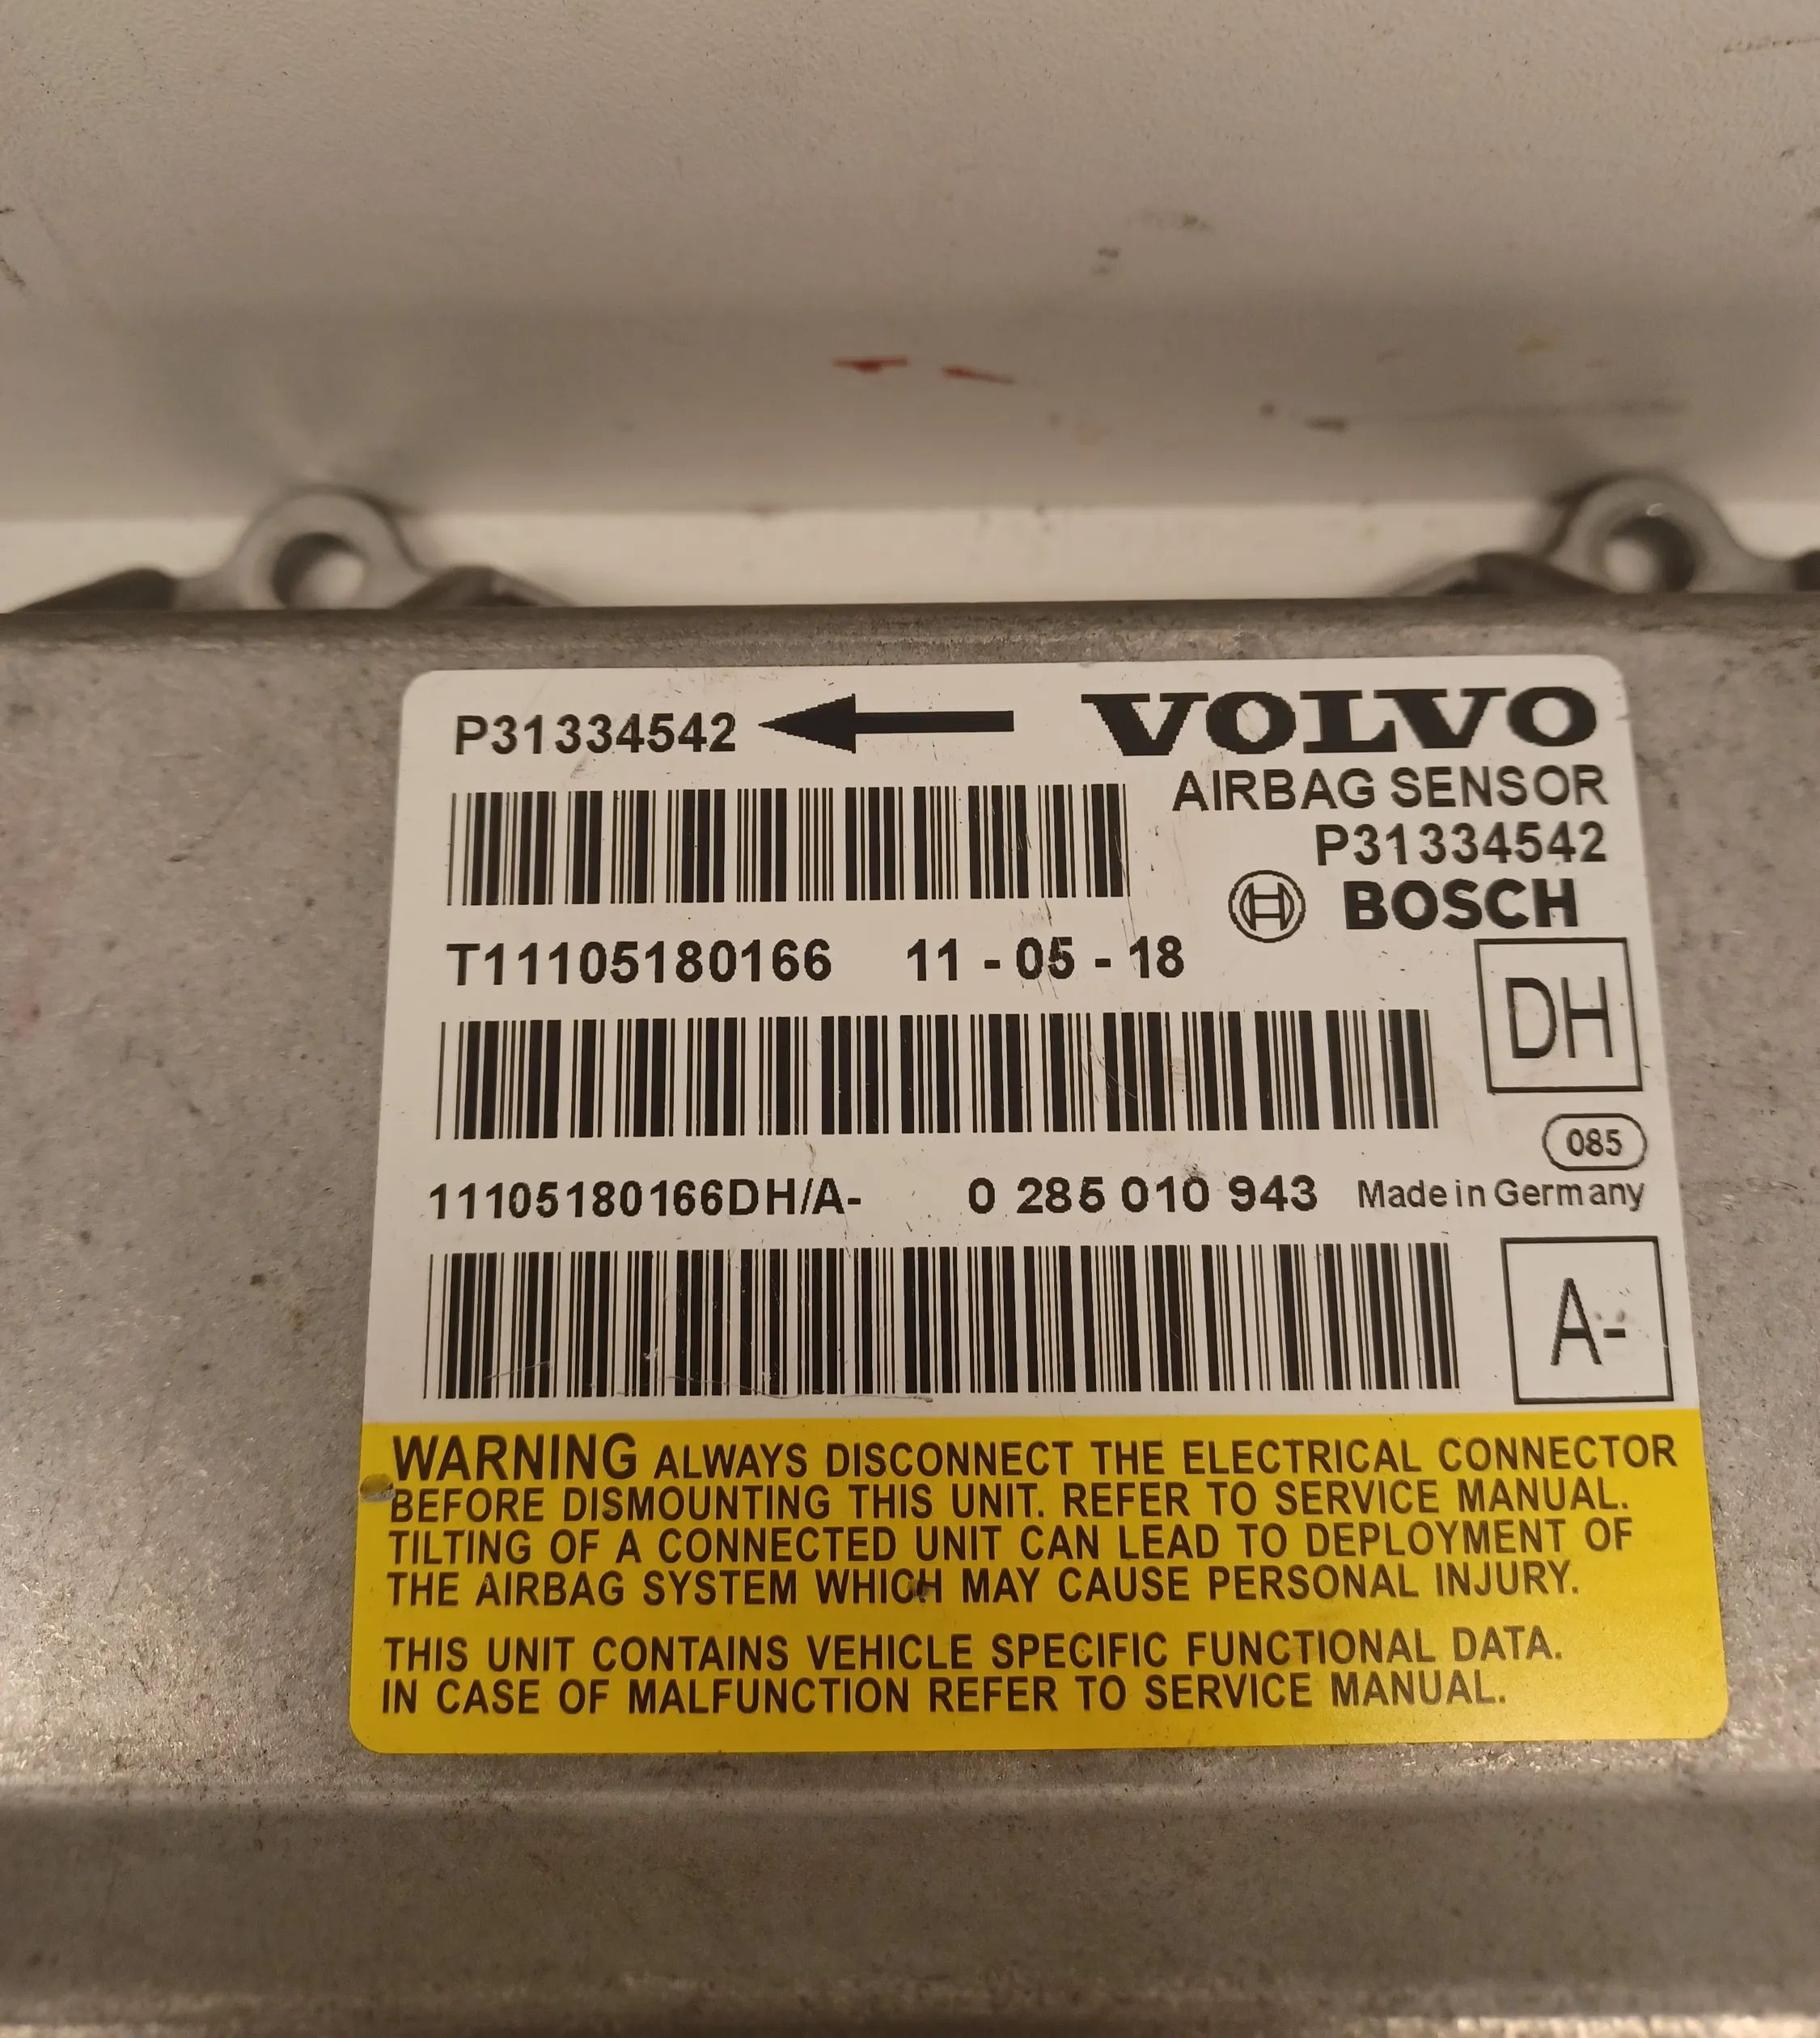 P31334542 VOLVO
AIRBAG SENSOR
P31334542
BOSCH
T11105180166 11 - 05 - 18
DH
085
11105180166DH/A- 0 285 010 943 Made in Germany
A-
WARNING ALWAYS DISCONNECT THE ELECTRICAL CONNECTOR
BEFORE DISMOUNTING THIS UNIT. REFER TO SERVICE MANUAL.
TILTING OF A CONNECTED UNIT CAN LEAD TO DEPLOYMENT OF
THE AIRBAG SYSTEM WHICH MAY CAUSE PERSONAL INJURY.
THIS UNIT CONTAINS VEHICLE SPECIFIC FUNCTIONAL DATA.
IN CASE OF MALFUNCTION REFER TO SERVICE MANUAL.